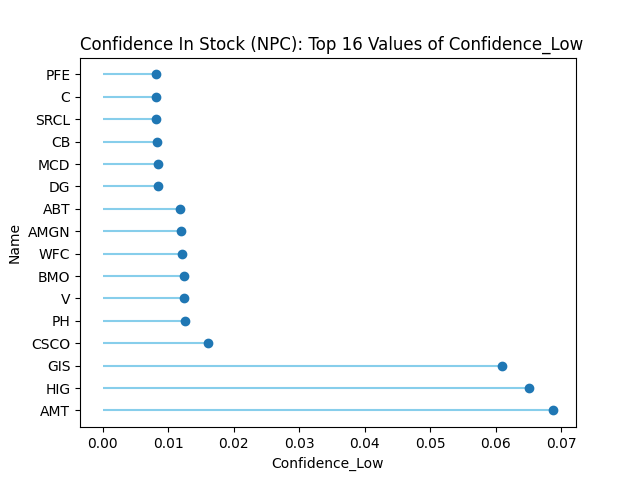 Confidence In Stock (NPC): Top 16 Values of Confidence_Low
PFE
C
SRCL
CB
MCD
DG
ABT
AMGN
WFC
BMO
V
PH
CSCO
GIS
HIG
AMT
Name
0.00 0.01 0.02 0.03 0.04 0.05 0.06 0.07
Confidence_Low